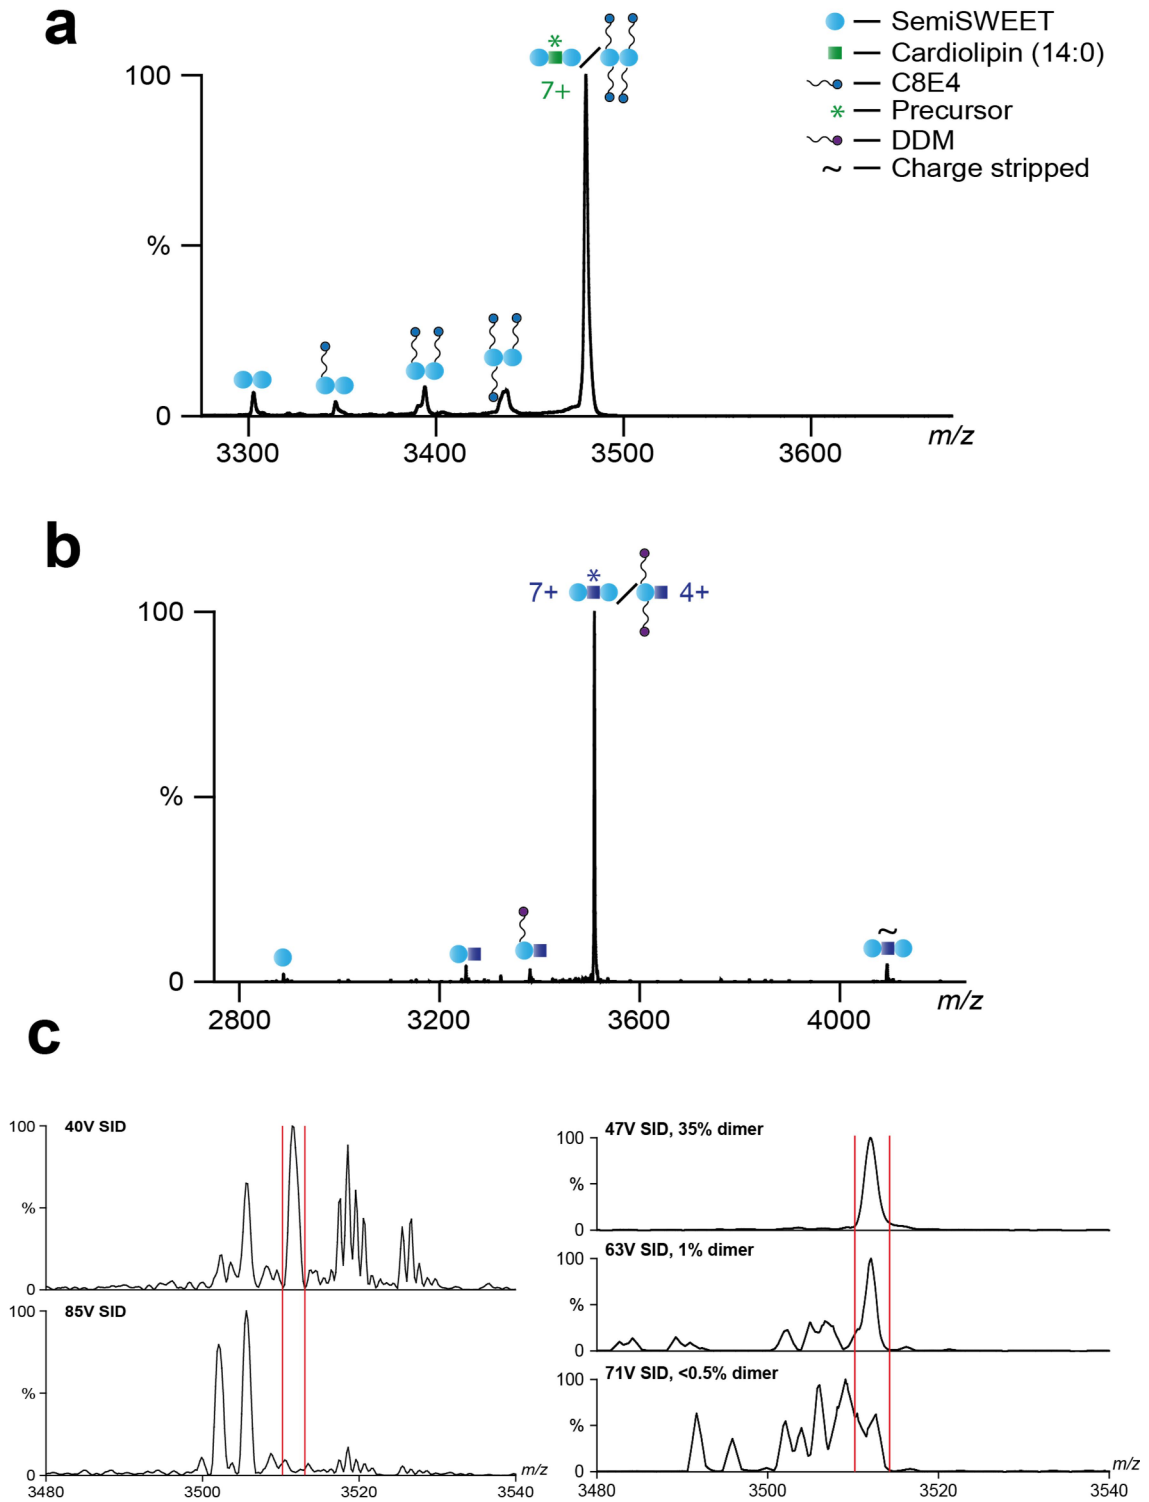 a
SemiSWEET
Cardiolipin (14:0)
C8E4
* Precursor
DDM
~ Charge stripped
*
7+
100
%
0
3300 3400 3500 3600
m/z
b
*
7+ 4+
100
%
0
~
2800 3200 3600 4000
m/z
c
40V SID
100
%
0
85V SID
100
%
0
3480 3500 3520 3540
m/z
47V SID, 35% dimer
100
%
0
63V SID, 1% dimer
100
%
0
71V SID, <0.5% dimer
100
%
0
3480 3500 3520 3540
m/z